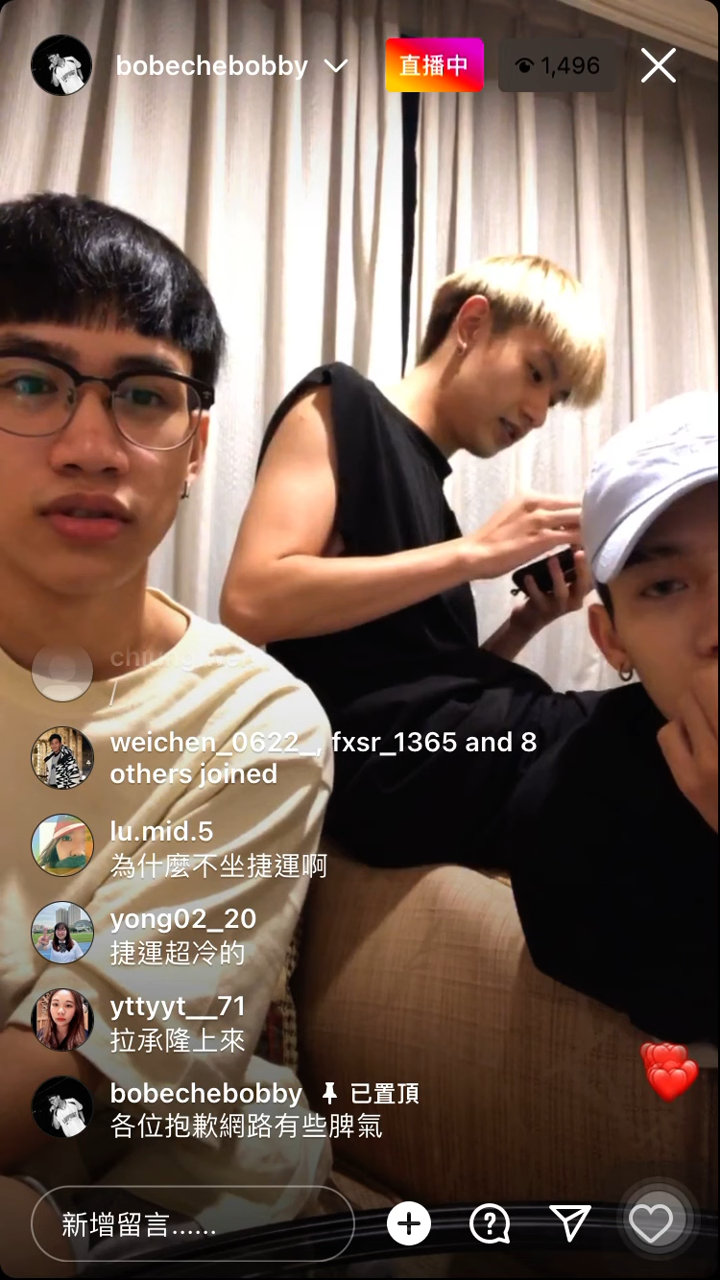 bobechebobby
直播中
1,496
weichen_0622_, fxsr_1365 and 8
others joined
lu.mid.5
為什麼不坐捷運啊
yong02_20
捷運超冷的
yttyyt__71
拉承隆上來
bobechebobby 已置頂
各位抱歉網路有些脾氣
新增留言......